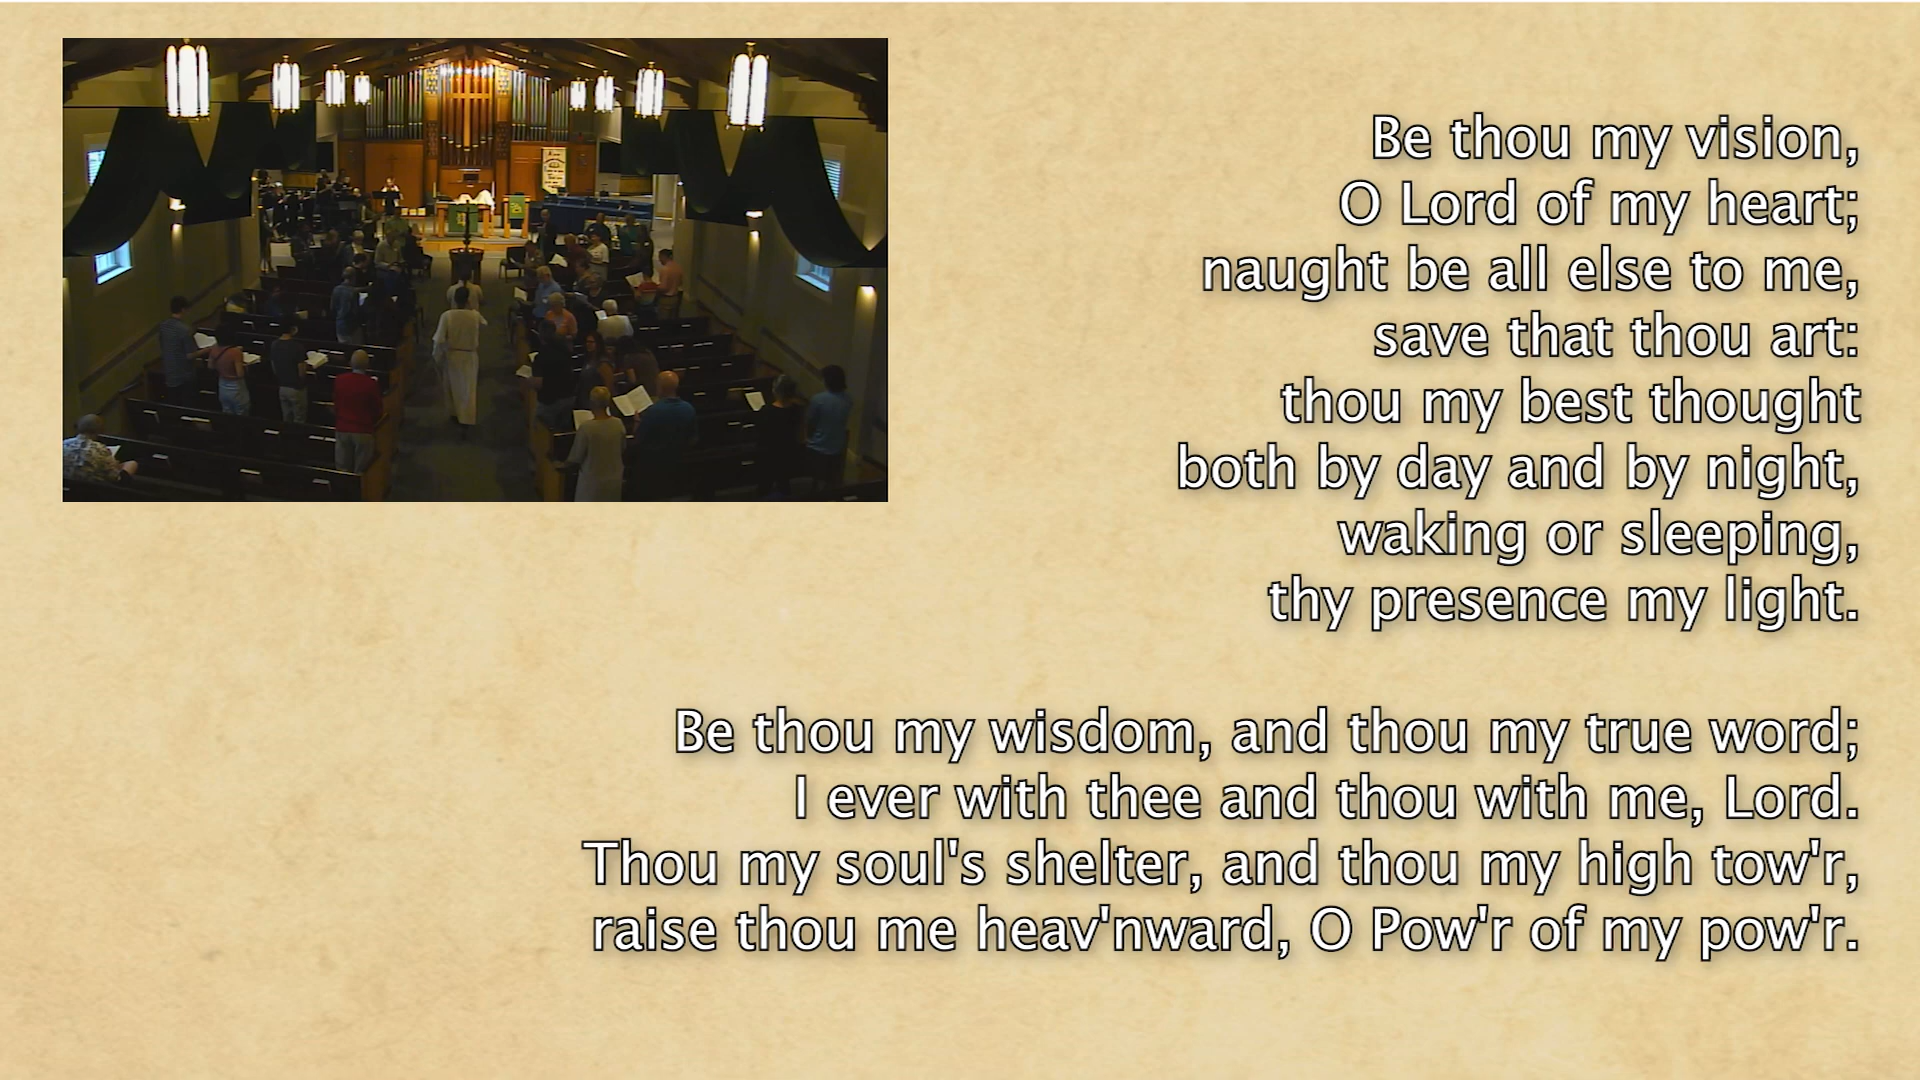 Be thou my vision,
O Lord of my heart;
naught be all else to me,
save that thou art:
thou my best thought
both by day and by night,
waking or sleeping,
thy presence my light.
Be thou my wisdom, and thou my true word;
I ever with thee and thou with me, Lord.
Thou my soul's shelter, and thou my high tow'r,
raise thou me heav'nward, O Pow'r of my pow'r.